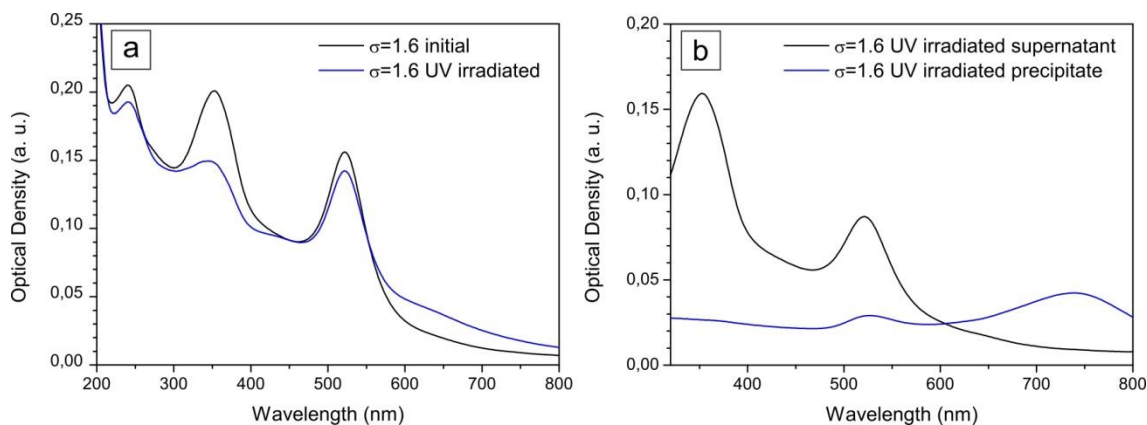 a
σ=1.6 initial
σ=1.6 UV irradiated
0,25
0,20
0,15
0,10
0,05
0,00
Optical Density (a. u.)
200 300 400 500 600 700 800
Wavelength (nm)
b
σ=1.6 UV irradiated supernatant
σ=1.6 UV irradiated precipitate
0,20
0,15
0,10
0,05
0,00
Optical Density (a. u.)
400 500 600 700 800
Wavelength (nm)